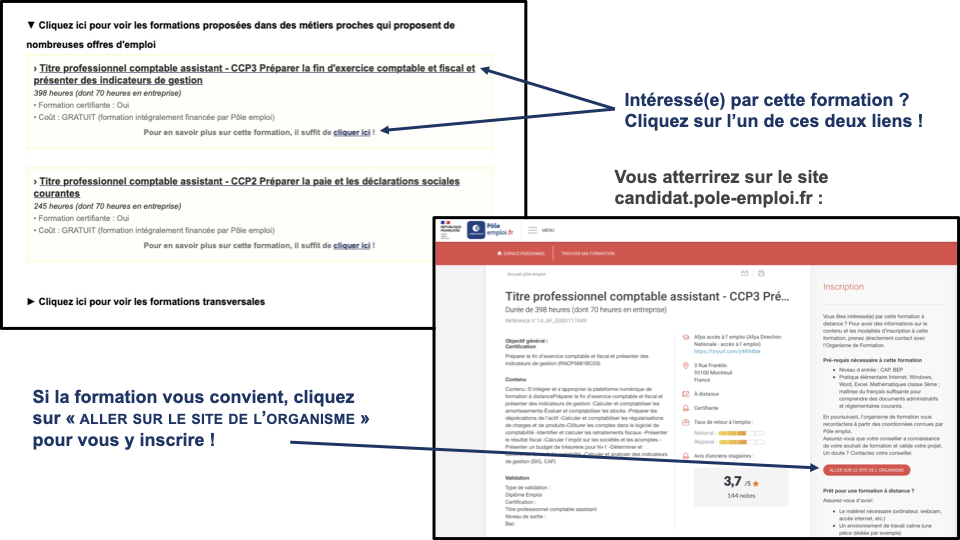 ▼ Cliquez ici pour voir les formations proposées dans des métiers proches qui proposent de
nombreuses offres d'emploi
› Titre professionnel comptable assistant - CCP3 Préparer la fin d'exercice comptable et fiscal et
présenter des indicateurs de gestion
398 heures (dont 70 heures en entreprise)
• Formation certifiante : Oui
• Coût : GRATUIT (formation intégralement financée par Pôle emploi)
Pour en savoir plus sur cette formation, il suffit de cliquer ici !
› Titre professionnel comptable assistant - CCP2 Préparer la paie et les déclarations sociales
courantes
245 heures (dont 70 heures en entreprise)
• Formation certifiante : Oui
• Coût : GRATUIT (formation intégralement financée par Pôle emploi)
Pour en savoir plus sur cette formation, il suffit de cliquer ici !
► Cliquez ici pour voir les formations transversales
Intéressé(e) par cette formation ?
Cliquez sur l'un de ces deux liens !
Vous atterrirez sur le site
candidat.pole-emploi.fr :
Si la formation vous convient, cliquez
sur « ALLER SUR LE SITE DE L'ORGANISME »
pour vous y inscrire !
RÉPUBLIQUE
FRANÇAISE
Pôle
emploi.fr
MENU
ESPACE PERSONNEL
TROUVER MA FORMATION
Accueil pôle emploi
Titre professionnel comptable assistant - CCP3 Pré...
Durée de 398 heures (dont 70 heures en entreprise)
Référence n°14_AF_0000117449
Objectif général :
Certification
Préparer la fin d'exercice comptable et fiscal et présenter des
indicateurs de gestion (RNCP5881BC03)
Contenu
Contenu :S'intégrer et s'approprier la plateforme numérique de
formation à distancePréparer la fin d'exercice comptable et fiscal et
présenter des indicateurs de gestion -Calculer et comptabiliser les
amortissements-Évaluer et comptabiliser les stocks -Préparer les
dépréciations de l'actif -Calculer et comptabiliser les régularisations
de charges et de produits-Clôturer les comptes dans le logiciel de
comptabilité -Identifier et calculer les retraitements fiscaux -Présenter
le résultat fiscal -Calculer l'impôt sur les sociétés et les acomptes -
Présenter un budget de trésorerie pour N+1 -Déterminer et
-Calculer et analyser des indicateurs
de gestion (SIG, CAF)
Validation
Type de validation :
Diplôme Emploi
Certification :
Titre professionnel comptable assistant
Niveau de sortie :
Bac
Afpa accès à l'emploi (Afpa Direction
Nationale - accès à l'emploi)
3 Rue Franklin
93100 Montreuil
France
À distance
Certifiante
Taux de retour à l'emploi :
National :
Régional :
Avis d'anciens stagiaires :
3,7 /5 ★
144 notes
Inscription
Vous êtes intéressé(e) par cette formation à
distance ? Pour avoir des informations sur le
contenu et les modalités d'inscription à cette
formation, prenez directement contact avec
l'Organisme de Formation.
Pré-requis nécessaire à cette formation
• Niveau d'entrée : CAP, BEP
• Pratique élémentaire Internet, Windows,
Word, Excel. Mathématiques classe 3ème ;
maîtrise du français suffisante pour
comprendre des documents administratifs
et réglementaires courants.
En poursuivant, l'organisme de formation vous
recontactera à partir des coordonnées connues par
Pôle emploi.
Assurez-vous que votre conseiller a connaissance
de votre souhait de formation et valide votre projet.
Un doute ? Contactez votre conseiller.
ALLER SUR LE SITE DE L'ORGANISME
Prêt pour une formation à distance ?
Assurez-vous d'avoir:
• Le matériel nécessaire (ordinateur, webcam,
accès internet, etc.)
• Un environnement de travail calme (une
pièce dédiée par exemple)